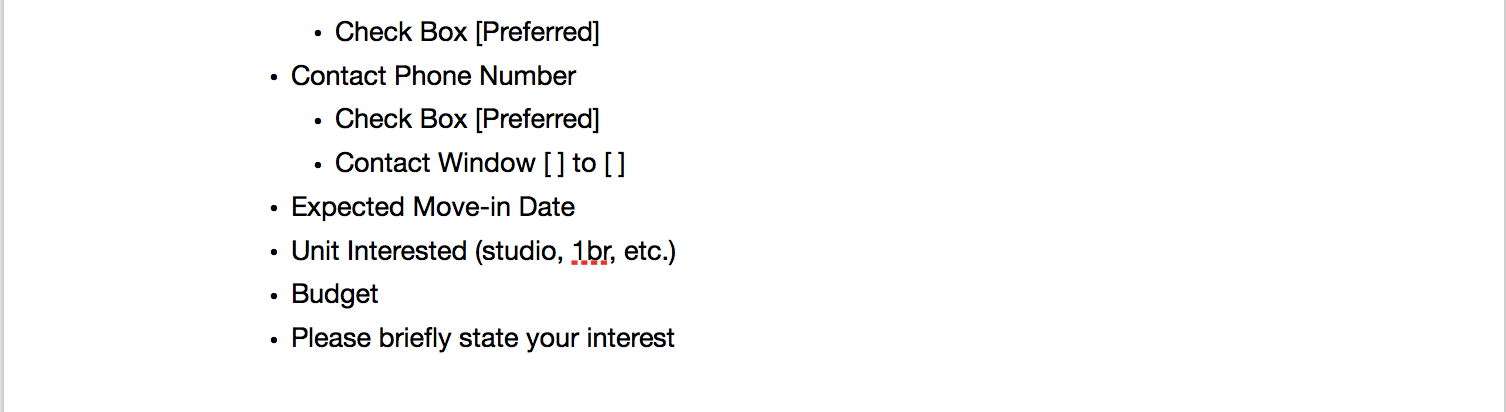 • Check Box [Preferred]
• Contact Phone Number
• Check Box [Preferred]
• Contact Window [ ] to [ ]
• Expected Move-in Date
• Unit Interested (studio, 1br, etc.)
• Budget
• Please briefly state your interest